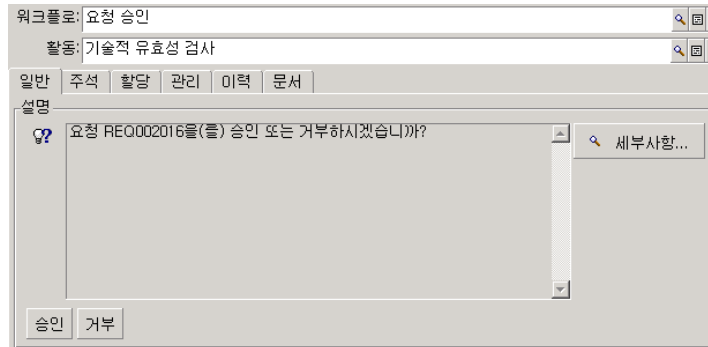 워크플로: 요청 승인
활동: 기술적 유효성 검사
일반 주석 할당 관리 이력 문서
설명
요청 REQ002016을(를) 승인 또는 거부하시겠습니까?
세부사항...
승인 거부